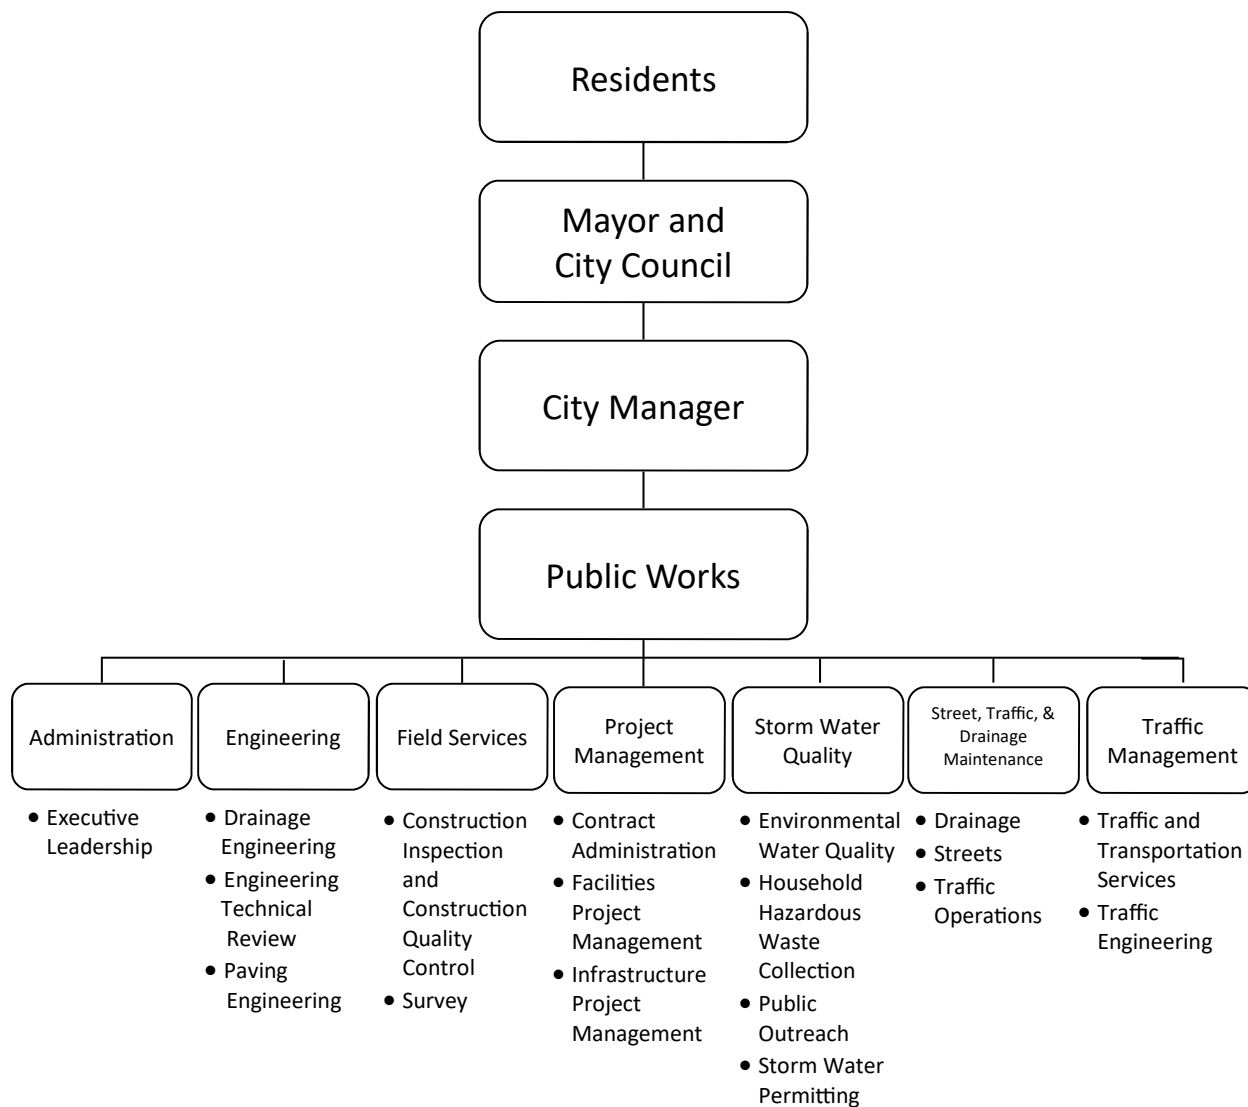 Residents
Mayor and
City Council
City Manager
Public Works
Administration
• Executive
Leadership
Engineering
• Drainage
Engineering
• Engineering
Technical
Review
• Paving
Engineering
Field Services
• Construction
Inspection
and
Construction
Quality
Control
• Survey
Project
Management
• Contract
Administration
• Facilities
Project
Management
• Infrastructure
Project
Management
Storm Water
Quality
• Environmental
Water Quality
• Household
Hazardous
Waste
Collection
• Public
Outreach
• Storm Water
Permitting
Street, Traffic, &
Drainage
Maintenance
• Drainage
• Streets
• Traffic
Operations
Traffic
Management
• Traffic and
Transportation
Services
• Traffic
Engineering